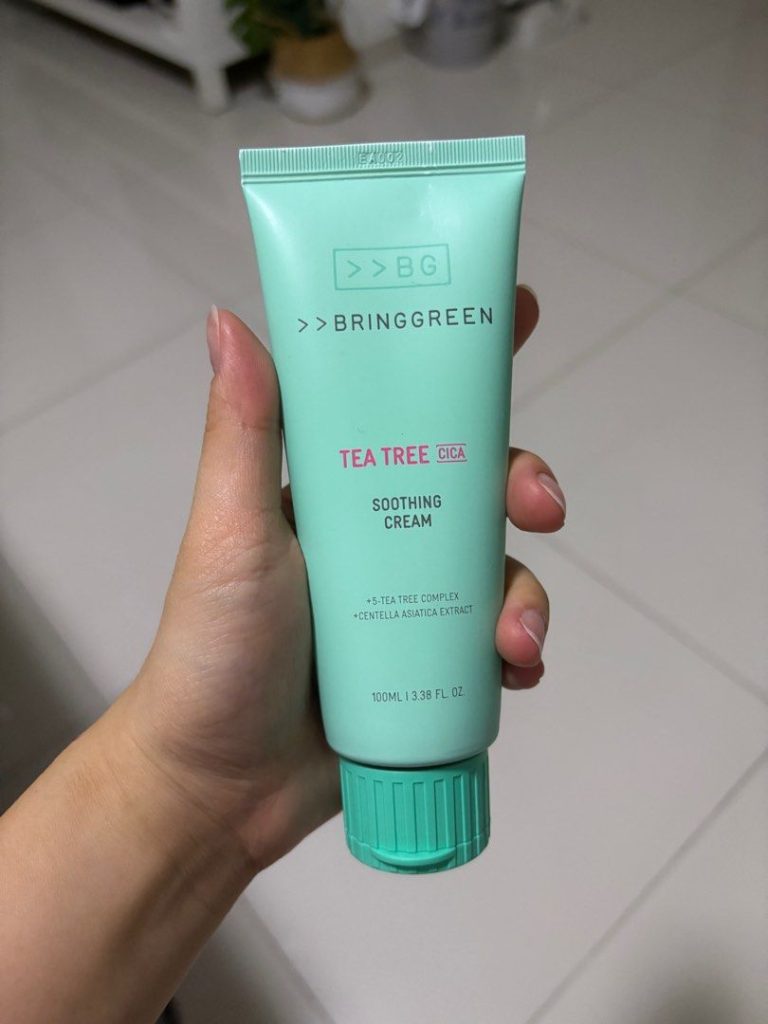 EA002
>>BG
>>BRINGGREEN
TEA TREE CICA
SOOTHING
CREAM
+5-TEA TREE COMPLEX
+CENTELLA ASIATICA EXTRACT
100ML | 3.38 FL. OZ.